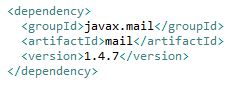 <dependency>
  <groupId>javax.mail</groupId>
  <artifactId>mail</artifactId>
  <version>1.4.7</version>
</dependency>